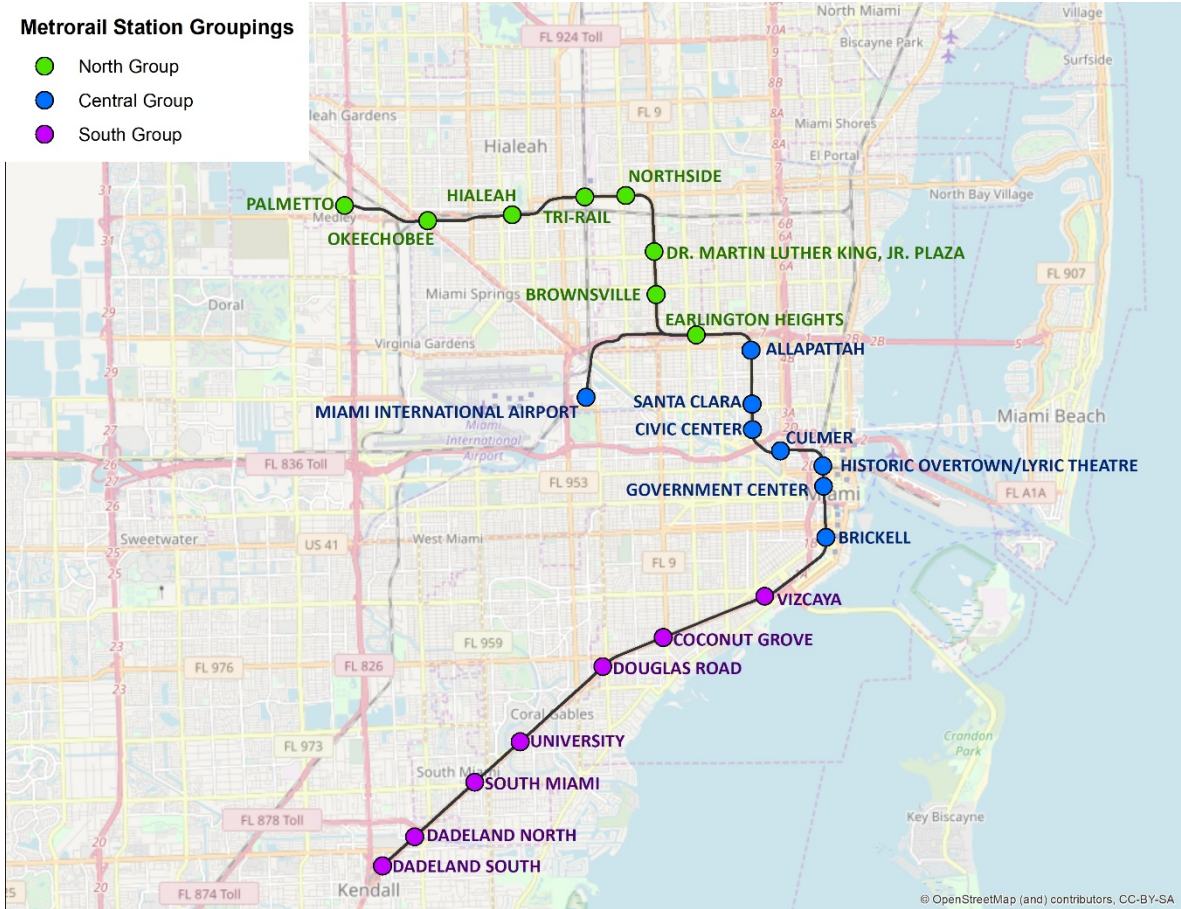 Metrorail Station Groupings
North Group
Central Group
South Group
North Miami
Village
FL 924 Toll
Biscayne Park
Surfside
FL 9
leah Gardens
Miami Shores
Hialeah
El Portal
NORTHSIDE
HIALEAH
North Bay Village
PALMETTO
Medley
TRI-RAIL
OKEECHOBEE
DR. MARTIN LUTHER KING, JR. PLAZA
FL 907
Doral
Miami Springs
BROWNSVILLE
EARLINGTON HEIGHTS
Virginia Gardens
ALLAPATTAH
MIAMI INTERNATIONAL AIRPORT
SANTA CLARA
Miami Beach
Miami
International
Airport
CIVIC CENTER
CULMER
FL 836 Toll
HISTORIC OVERTOWN/LYRIC THEATRE
FL 953
GOVERNMENT CENTER
Miami
FL A1A
Sweetwater
US 41
West Miami
BRICKELL
FL 9
VIZCAYA
FL 959
COCONUT GROVE
FL 976
FL 826
DOUGLAS ROAD
Coral Gables
Crandon
Park
FL 973
UNIVERSITY
South Miami
SOUTH MIAMI
FL 878 Toll
Key Biscayne
DADELAND NORTH
DADELAND SOUTH
FL 874 Toll
Kendall
© OpenStreetMap (and) contributors, CC-BY-SA